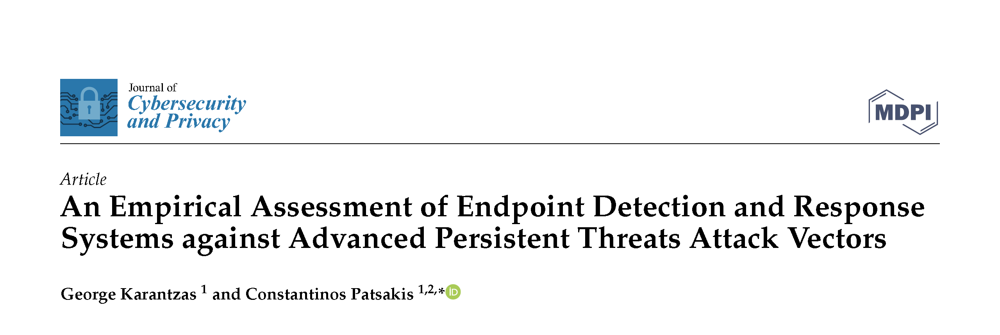 Journal of
Cybersecurity
and Privacy
MDPI
Article
An Empirical Assessment of Endpoint Detection and Response
Systems against Advanced Persistent Threats Attack Vectors
George Karantzas 1 and Constantinos Patsakis 1,2,* iD